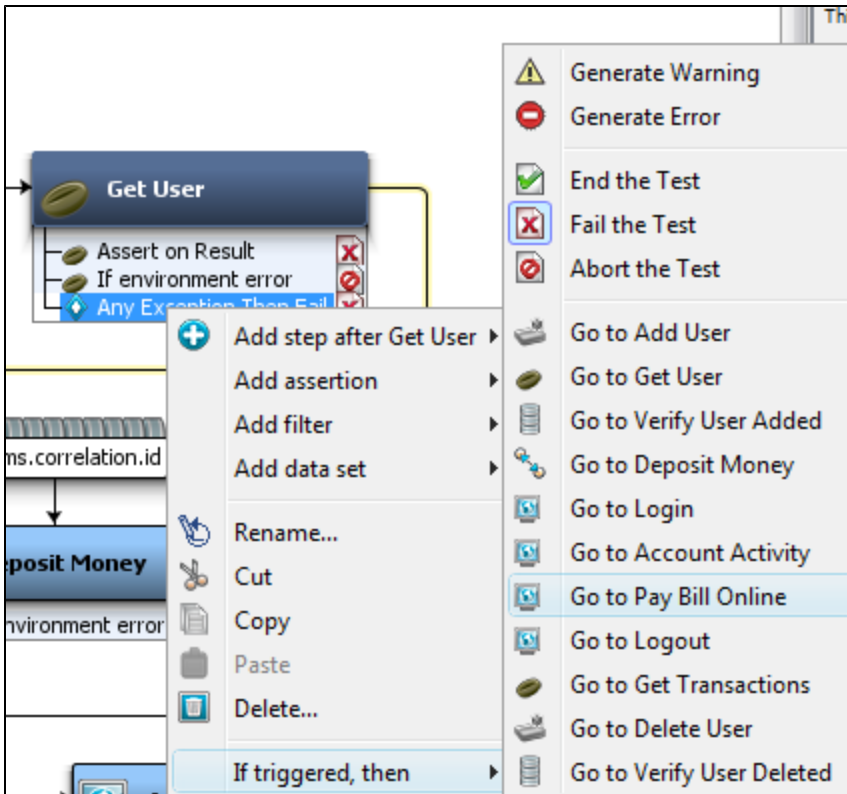 Thi
Get User
Assert on Result
If environment error
Any Exception Then Fail
ms.correlation.id
posit Money
nvironment error
Add step after Get User
Add assertion
Add filter
Add data set
Rename...
Cut
Copy
Paste
Delete...
If triggered, then
Generate Warning
Generate Error
End the Test
Fail the Test
Abort the Test
Go to Add User
Go to Get User
Go to Verify User Added
Go to Deposit Money
Go to Login
Go to Account Activity
Go to Pay Bill Online
Go to Logout
Go to Get Transactions
Go to Delete User
Go to Verify User Deleted